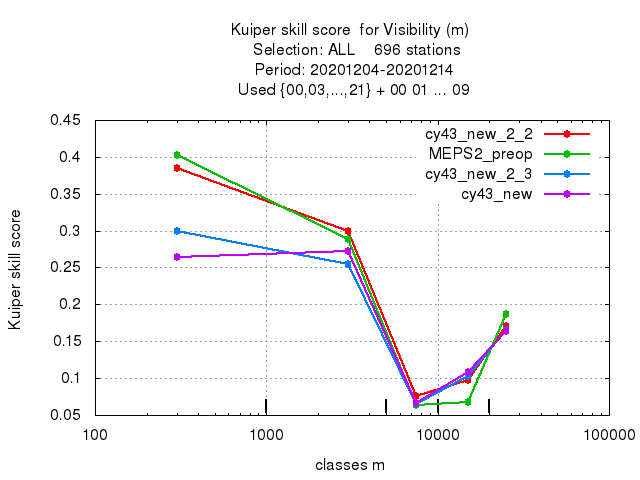 Kuiper skill score  for Visibility (m)
Selection: ALL    696 stations
Period: 20201204-20201214
Used {00,03,...,21} + 00 01 ... 09
cy43_new_2_2
MEPS2_preop
cy43_new_2_3
cy43_new
Kuiper skill score
0.45
0.4
0.35
0.3
0.25
0.2
0.15
0.1
0.05
100 1000 10000 100000
classes m